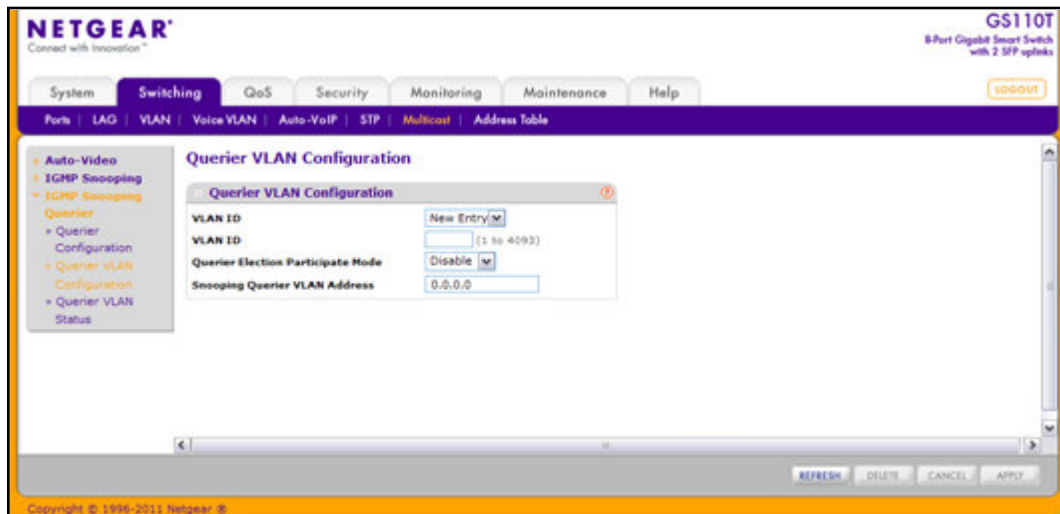 NETGEAR®
Connect with Innovation™
GS110T
8-Port Gigabit Smart Switch
with 2 SFP uplinks
System
Switching
QoS
Security
Monitoring
Maintenance
Help
LOGOUT
Ports | LAG | VLAN | Voice VLAN | Auto-VoIP | STP | Multicast | Address Table
Auto-Video
IGMP Snooping
IGMP Snooping
Querier
Querier
Configuration
Querier VLAN
Configuration
Querier VLAN
Status
Querier VLAN Configuration
Querier VLAN Configuration
VLAN ID New Entry
VLAN ID (1 to 4093)
Querier Election Participate Mode Disable
Snooping Querier VLAN Address 0.0.0.0
REFRESH DELETE CANCEL APPLY
Copyright © 1996-2011 Netgear ®